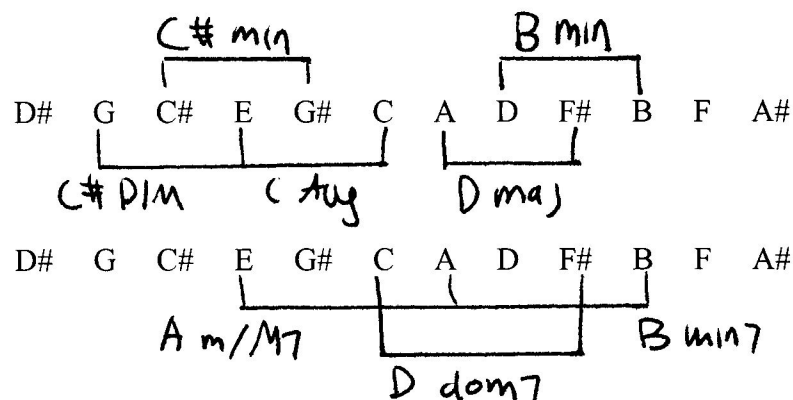 C# min B min
D# G C# E G# C A D F# B F A#
C# DIM C Aug D maj
D# G C# E G# C A D F# B F A#
A m/M7 B min7
D dom7